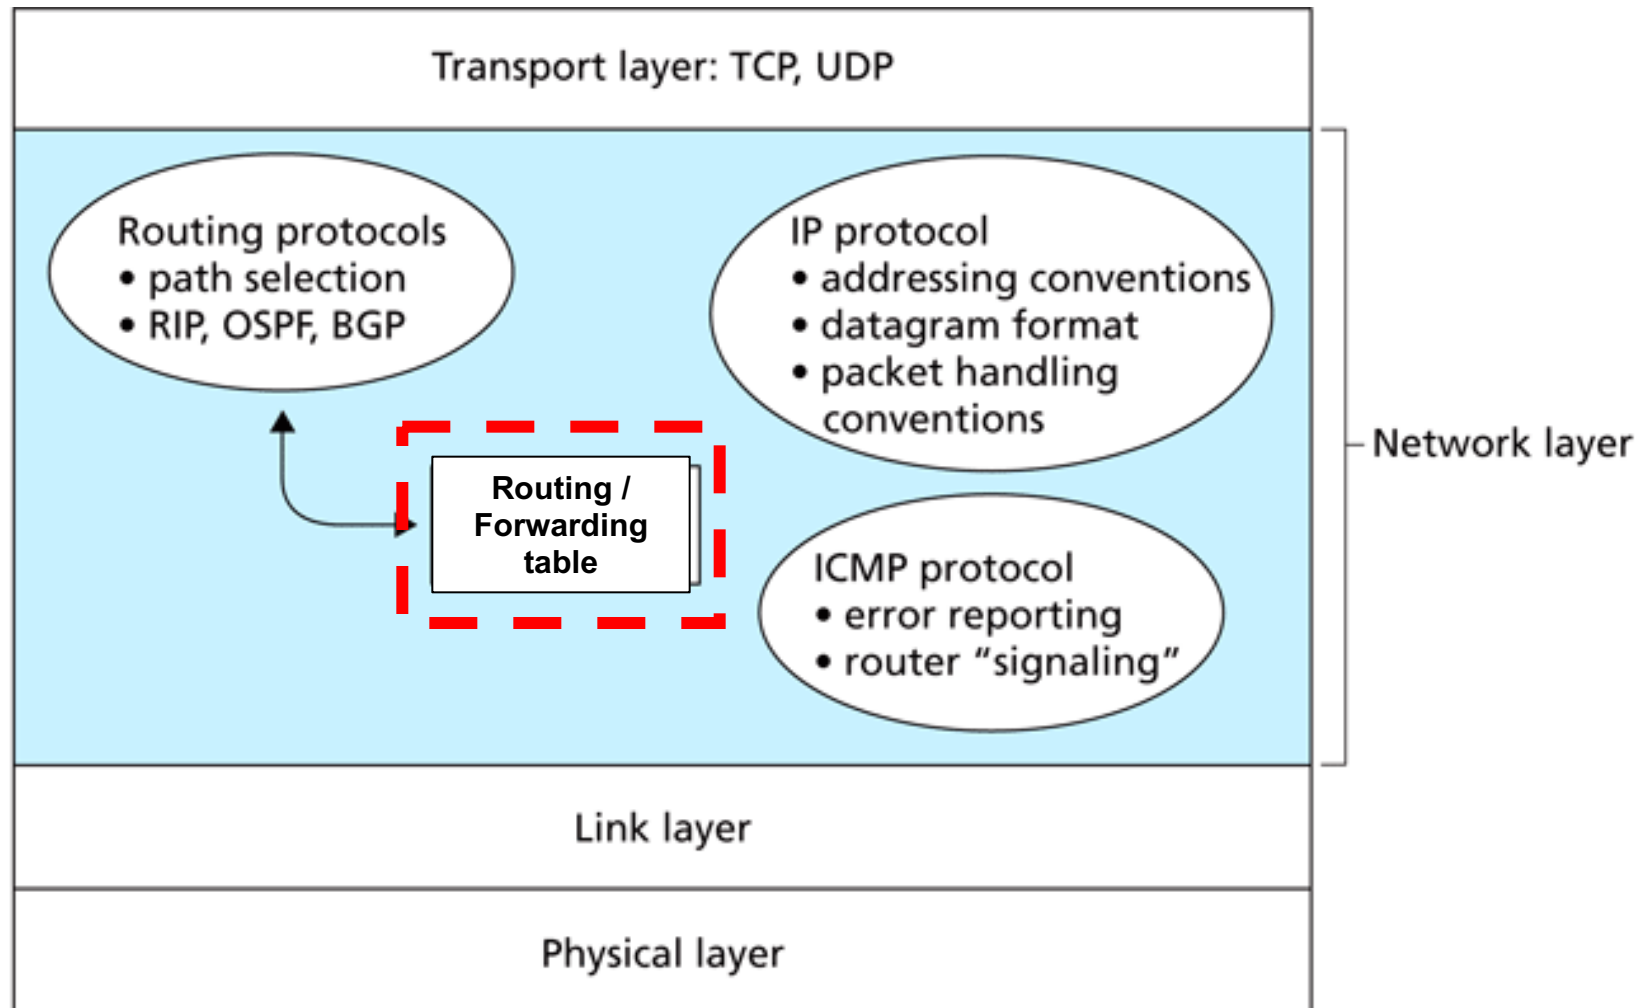 Transport layer: TCP, UDP
Routing protocols
• path selection
• RIP, OSPF, BGP
IP protocol
• addressing conventions
• datagram format
• packet handling
conventions
Routing /
Forwarding
table
ICMP protocol
• error reporting
• router “signaling”
Network layer
Link layer
Physical layer